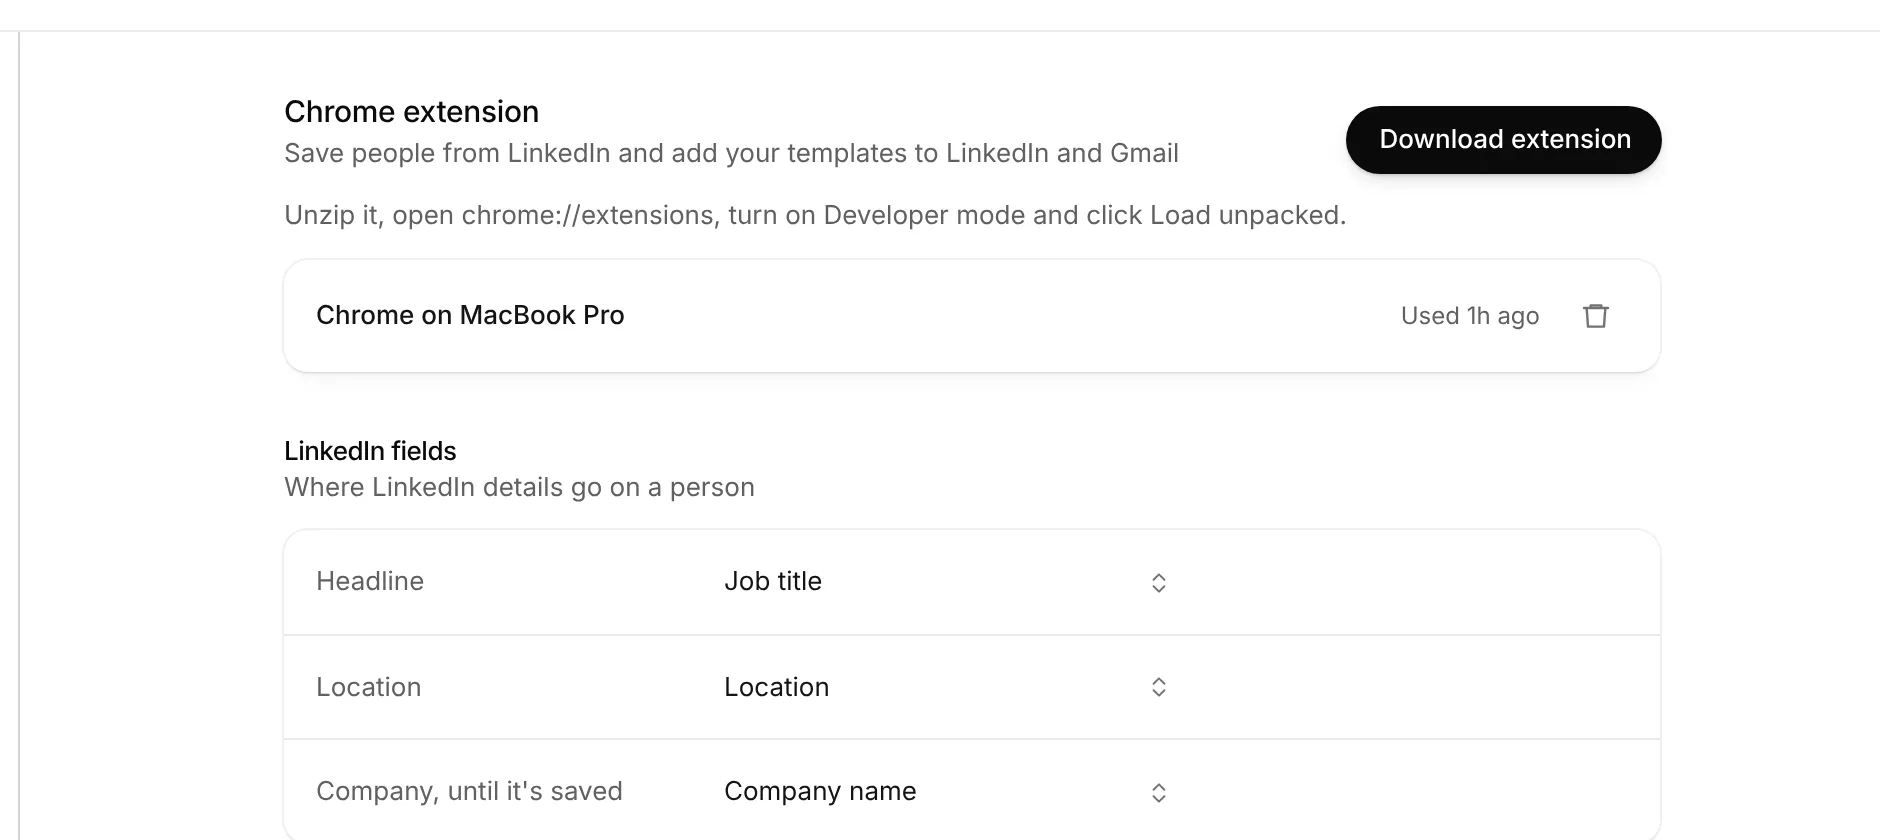 Chrome extension
Save people from LinkedIn and add your templates to LinkedIn and Gmail
Download extension
Unzip it, open chrome://extensions, turn on Developer mode and click Load unpacked.
Chrome on MacBook Pro
Used 1h ago
LinkedIn fields
Where LinkedIn details go on a person
Headline
Job title
Location
Location
Company, until it's saved
Company name